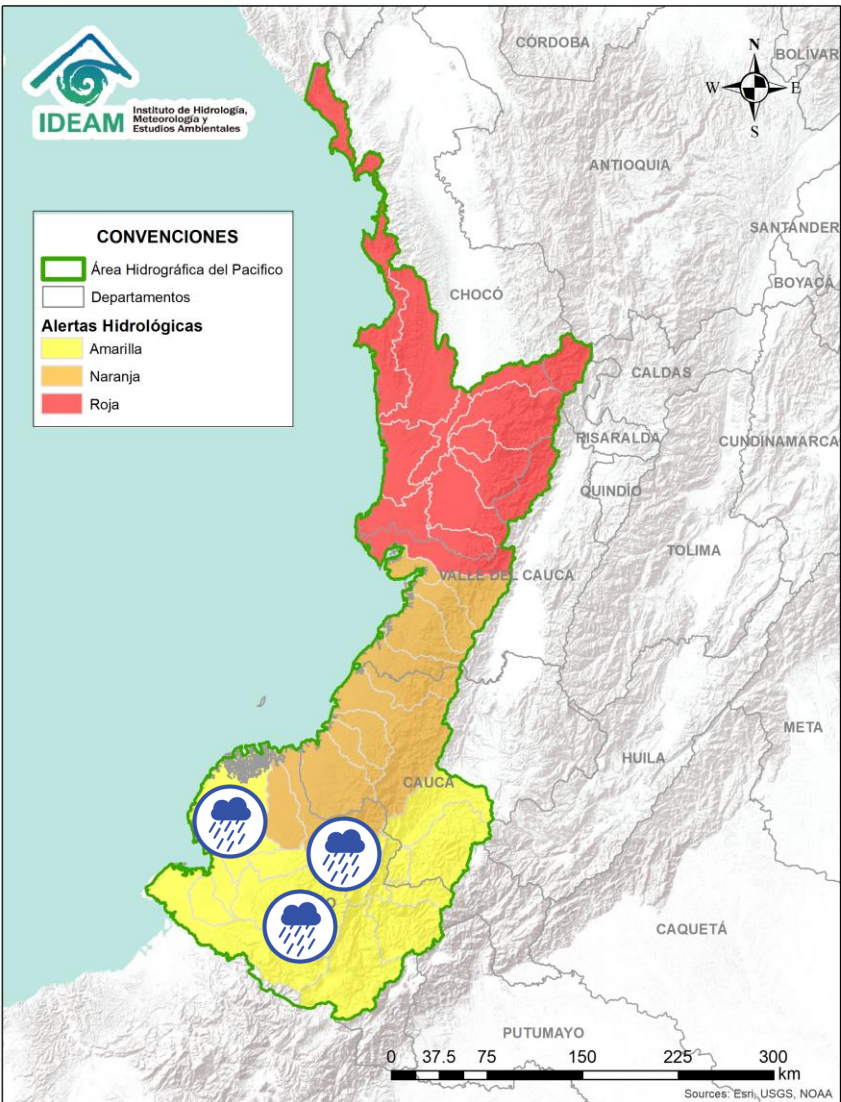 IDEAM
Instituto de Hidrología,
Meteorología y
Estudios Ambientales
N
W
E
S
CÓRDOBA
BOLÍVAR
ANTIOQUIA
SANTANDER
BOYACÁ
CHOCÓ
CONVENCIONES
Área Hidrográfica del Pacifico
Departamentos
Alertas Hidrológicas
Amarilla
Naranja
Roja
CALDAS
RISARALDA
CUNDINAMARCA
QUINDÍO
TOLIMA
VALLE DEL CAUCA
META
HUILA
CAUCA
CAQUETÁ
PUTUMAYO
0 37.5 75 150 225 300
km
Sources: Esri, USGS, NOAA